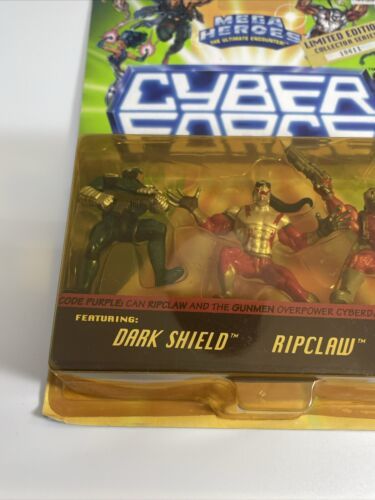 MEGA
HEROES
THE ULTIMATE ENCOUNTER
LIMITED EDITION
COLLECTOR SERIES
CYBER
FORCE
CODE PURPLE: CAN RIPCLAW AND THE GUNMEN OVERPOWER CYBERD
FEATURING:
DARK SHIELD™ RIPCLAW™